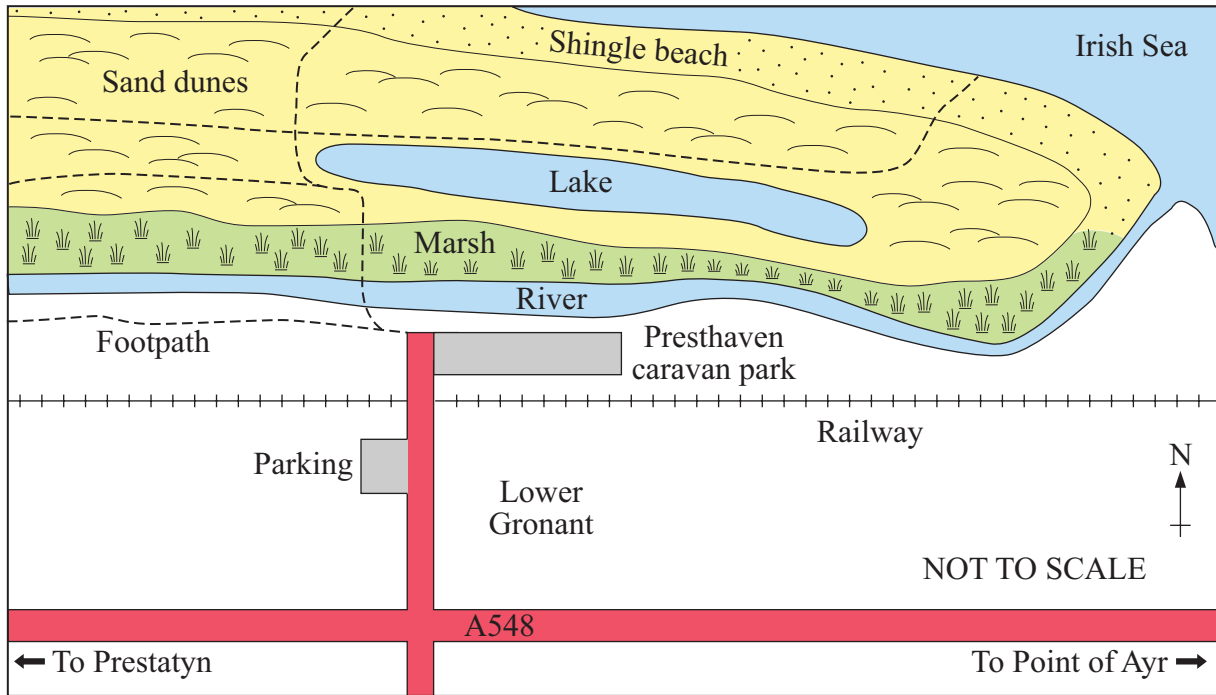 Irish Sea
Shingle beach
Sand dunes
Lake
Marsh
River
Footpath
Presthaven
caravan park
Railway
Parking
Lower
Gronant
N
NOT TO SCALE
A548
To Prestatyn
To Point of Ayr